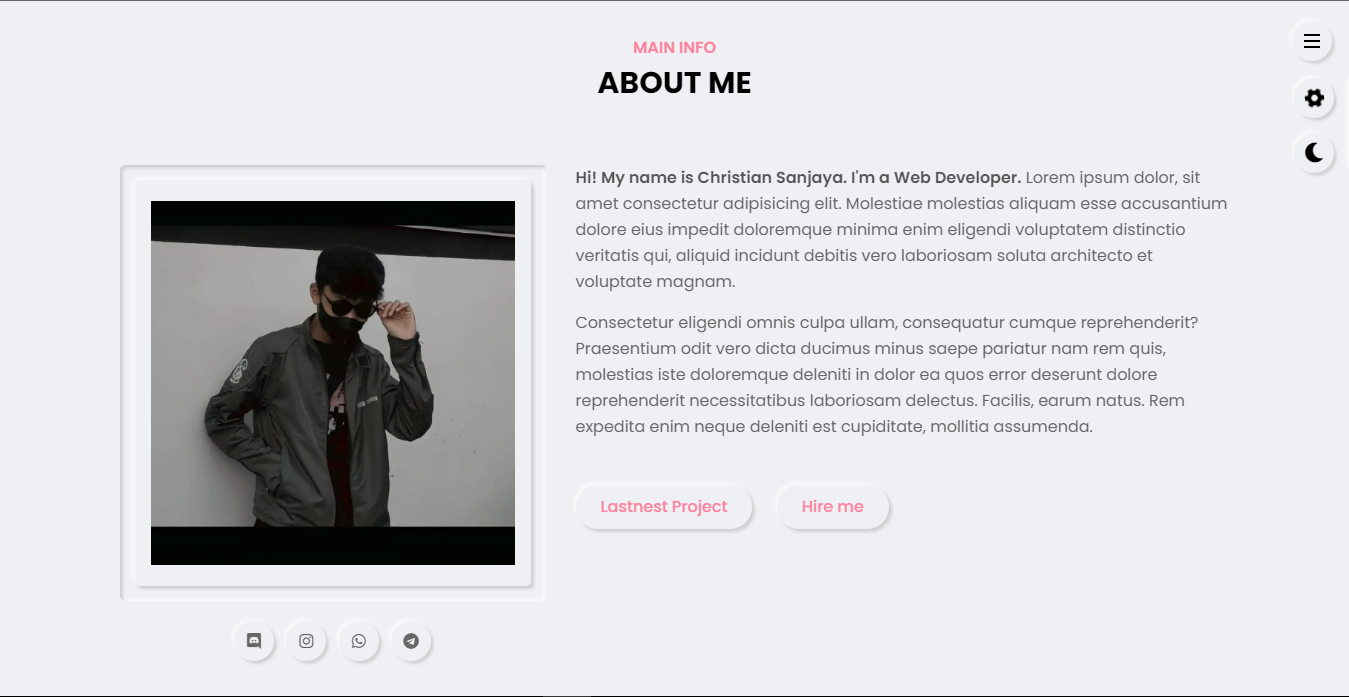 MAIN INFO
ABOUT ME
Hi! My name is Christian Sanjaya. I'm a Web Developer. Lorem ipsum dolor, sit
amet consectetur adipisicing elit. Molestiae molestias aliquam esse accusantium
dolore eius impedit doloremque minima enim eligendi voluptatem distinctio
veritatis qui, aliquid incidunt debitis vero laboriosam soluta architecto et
voluptate magnam.
Consectetur eligendi omnis culpa ullam, consequatur cumque reprehenderit?
Praesentium odit vero dicta ducimus minus saepe pariatur nam rem quis,
molestias iste doloremque deleniti in dolor ea quos error deserunt dolore
reprehenderit necessitatibus laboriosam delectus. Facilis, earum natus. Rem
expedita enim neque deleniti est cupiditate, mollitia assumenda.
Lastnest Project
Hire me